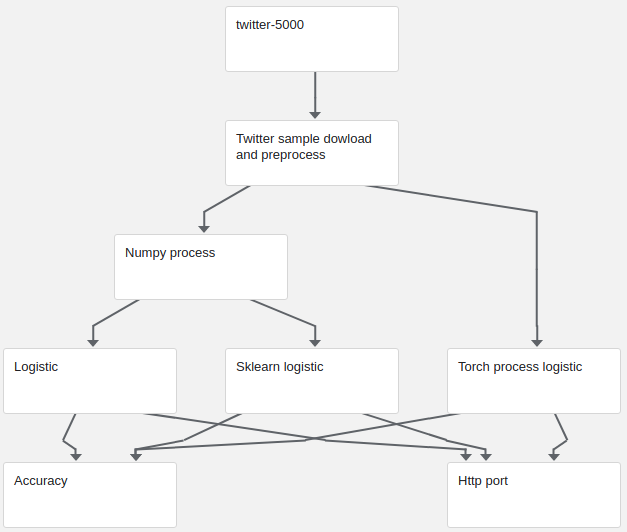 twitter-5000
Twitter sample dowload
and preprocess
Numpy process
Logistic
Sklearn logistic
Torch process logistic
Accuracy
Http port